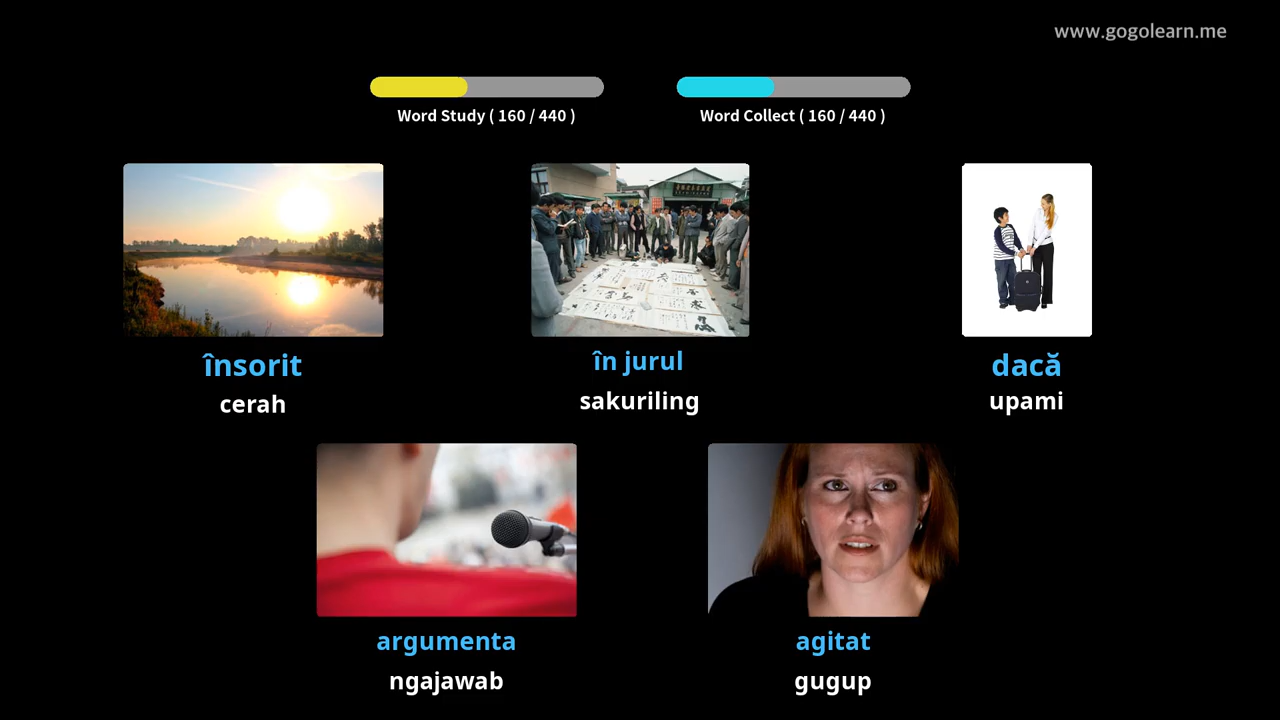 www.gogolearn.me
Word Study ( 160 / 440 )
Word Collect ( 160 / 440 )
însorit
cerah
în jurul
sakuriling
dacă
upami
argumenta
ngajawab
agitat
gugup